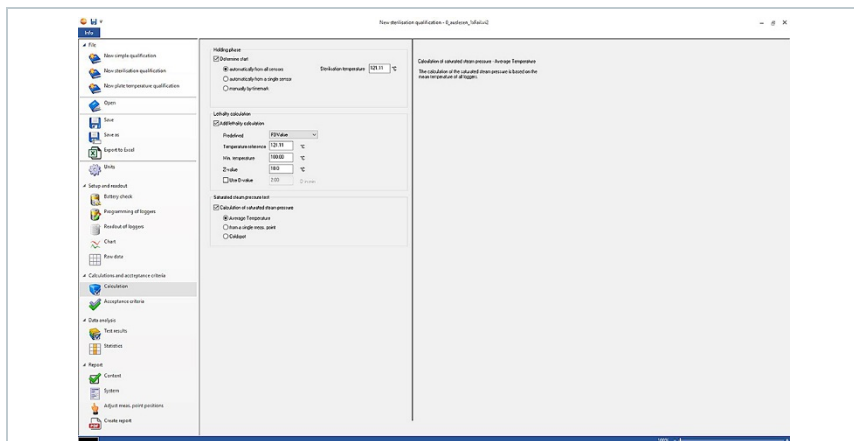 New sterilisation qualification -
Info
File
New simple qualification
New sterilisation qualification
New plate temperature qualification
Open
Save
Save as
Export to Excel
Units
Setup and readout
Battery check
Programming of loggers
Readout of loggers
Chart
Raw data
Calculations and acceptance criteria
Calculation
Acceptance criteria
Data analysis
Test results
Statistics
Report
Content
System
Adjust meas. point positions
Create report
Holding phase
Determine start
automatically from all sensors Sterilisation temperature 121.11 °C
automatically from a single sensor
manually by timemark
Lethality calculation
Add lethality calculation
Predefined F0 Value
Temperature reference 121.11 °C
Min. temperature 100.00 °C
Z-value 10.0 °C
Use D-value 2.00
Saturated steam pressure test
Calculation of saturated steam pressure
Average Temperature
from a single meas. point
Coldspot
Calculation of saturated steam pressure - Average Temperature
The calculation of the saturated steam pressure is based on the
mean temperature of all loggers.
100%